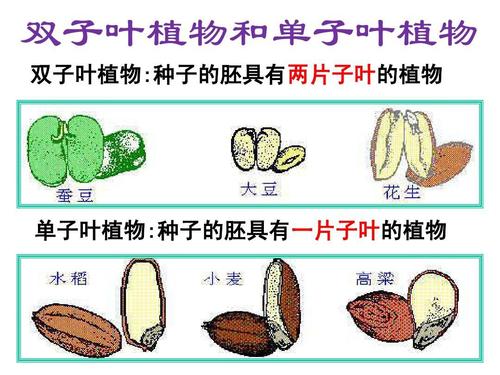 双子叶植物和单子叶植物
双子叶植物:种子的胚具有两片子叶的植物
蚕豆 大豆 花生
单子叶植物:种子的胚具有一片子叶的植物
水稻 小麦 高粱